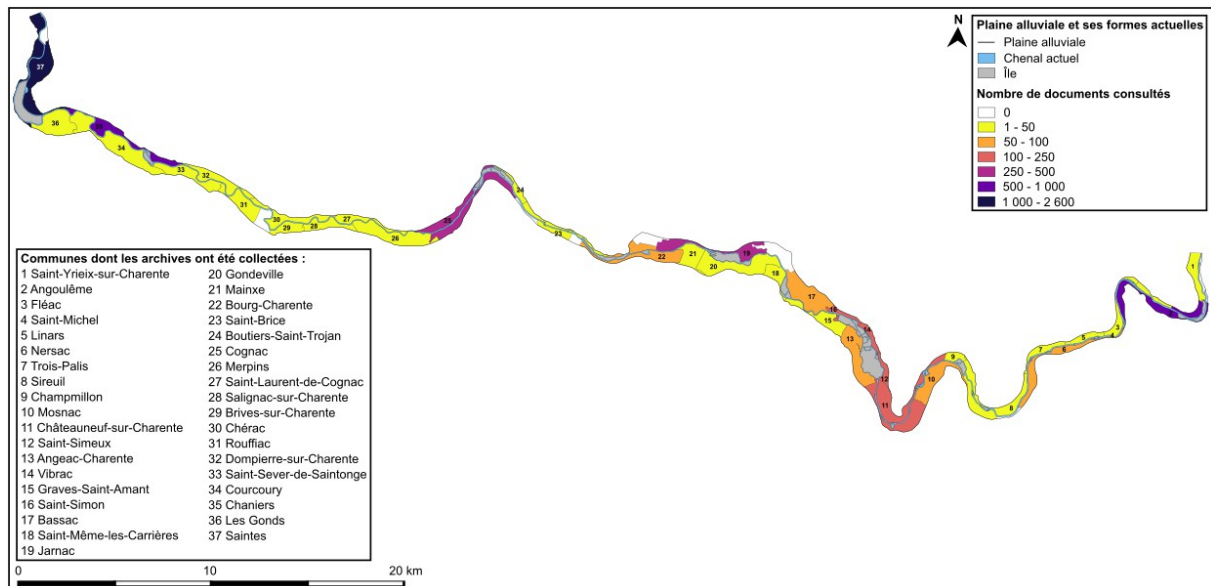 N
Plaine alluviale et ses formes actuelles
Plaine alluviale
Chenal actuel
Île
Nombre de documents consultés
0
1 - 50
50 - 100
100 - 250
250 - 500
500 - 1 000
1 000 - 2 600
37
36
34
33
32
31
30
29
28
27
26
25
24
23
22
21
20
19
18
17
16
15
14
13
12
11
10
9
8
7
6
5
4
3
1
Communes dont les archives ont été collectées :
1 Saint-Yrieix-sur-Charente
2 Angoulême
3 Fléac
4 Saint-Michel
5 Linars
6 Nersac
7 Trois-Palis
8 Sireuil
9 Champmillon
10 Mosnac
11 Châteauneuf-sur-Charente
12 Saint-Simeux
13 Angeac-Charente
14 Vibrac
15 Graves-Saint-Amant
16 Saint-Simon
17 Bassac
18 Saint-Même-les-Carrières
19 Jarnac
20 Gondeville
21 Mainxe
22 Bourg-Charente
23 Saint-Brice
24 Boutiers-Saint-Trojan
25 Cognac
26 Merpins
27 Saint-Laurent-de-Cognac
28 Salignac-sur-Charente
29 Brives-sur-Charente
30 Chérac
31 Rouffiac
32 Dompierre-sur-Charente
33 Saint-Sever-de-Saintonge
34 Courcoury
35 Chaniers
36 Les Gonds
37 Saintes
0 10 20 km